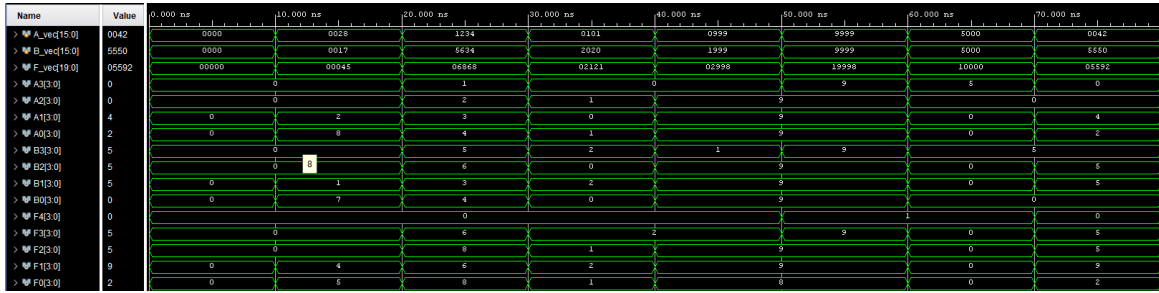 Name Value 0.000 ns 10.000 ns 20.000 ns 30.000 ns 40.000 ns 50.000 ns 60.000 ns 70.000 ns
A_vec[15:0] 0042 0000 0028 1234 0101 0999 9999 5000 0042
B_vec[15:0] 5550 0000 0017 5634 2020 1999 9999 5000 5550
F_vec[19:0] 05592 00000 00045 06868 02121 02998 19998 10000 05592
A3[3:0] 0 0 1 0 9 5 0
A2[3:0] 0 0 2 1 9 0
A1[3:0] 4 0 2 3 0 9 0 4
A0[3:0] 2 0 8 4 1 9 0 2
B3[3:0] 5 0 5 2 1 9 5
B2[3:0] 5 0 8 6 0 9 0 5
B1[3:0] 5 0 1 3 2 9 0 5
B0[3:0] 0 0 7 4 0 9 0
F4[3:0] 0 0 1 0
F3[3:0] 5 0 6 2 9 0 5
F2[3:0] 5 0 8 1 9 0 5
F1[3:0] 9 0 4 6 2 9 0 9
F0[3:0] 2 0 5 8 1 8 0 2